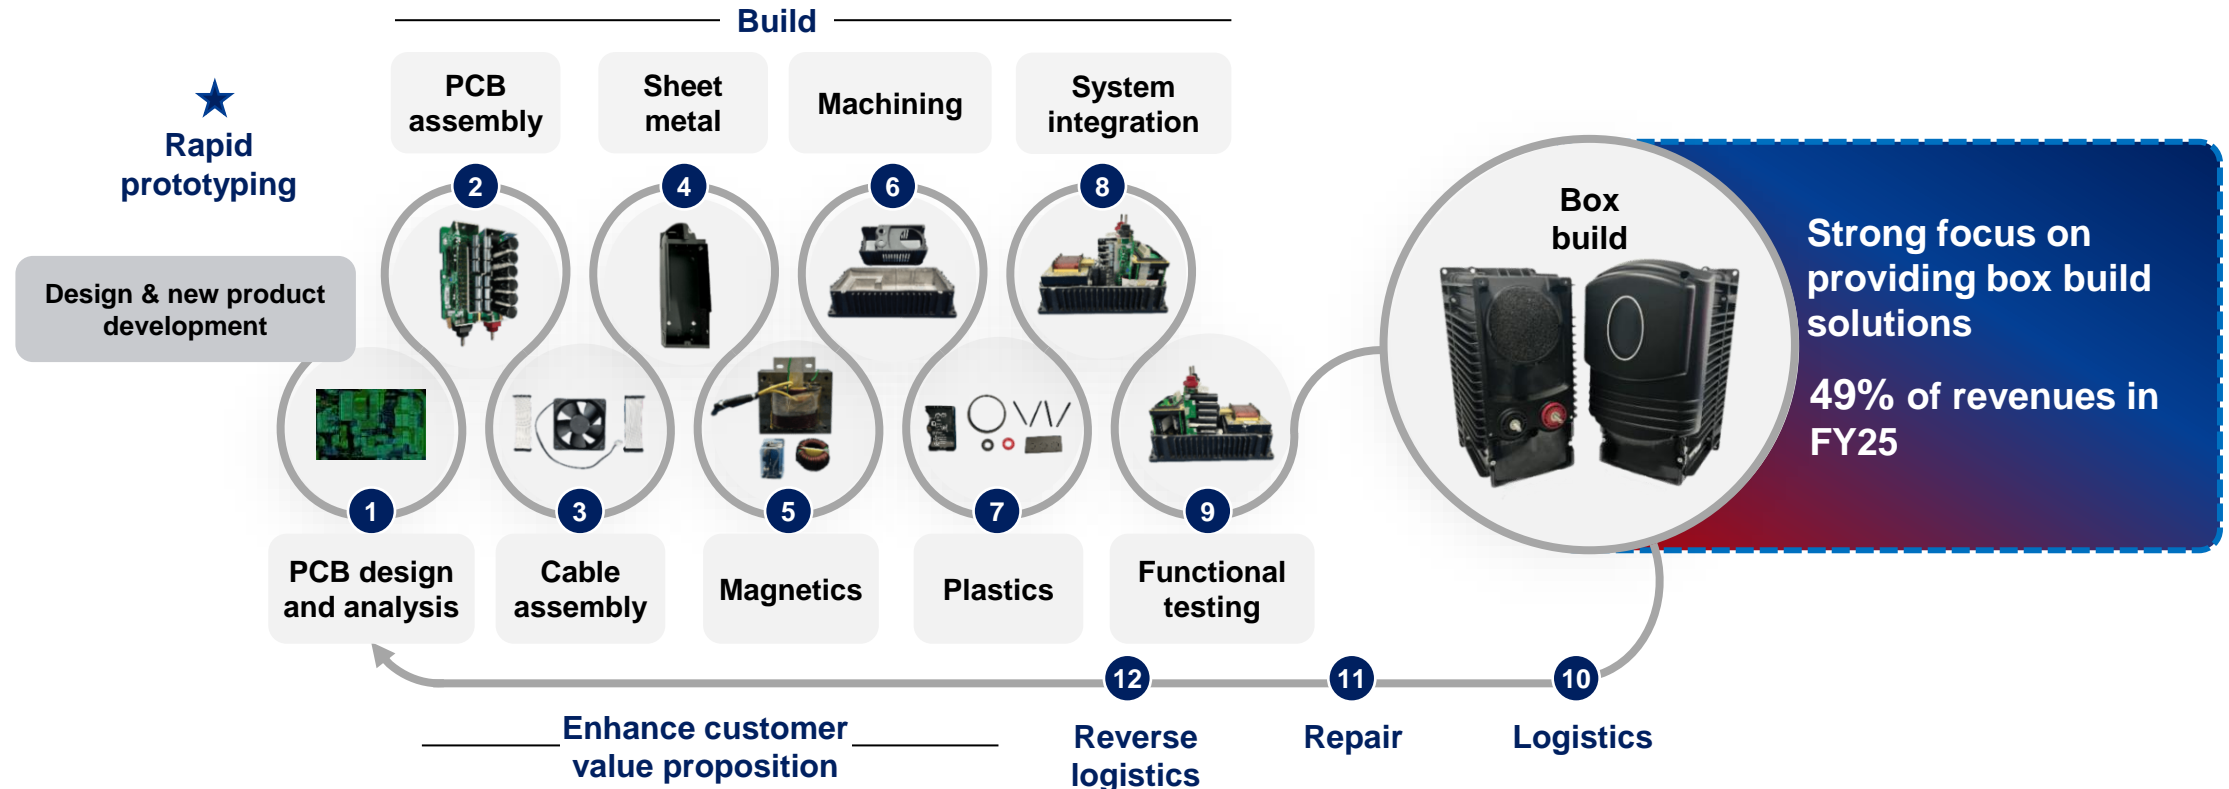 Build
PCB
assembly
Sheet
metal
Machining
System
integration
Rapid
prototyping
2
4
6
8
Design & new product
development
Box
build
Strong focus on
providing box build
solutions
49% of revenues in
FY25
1
3
5
7
9
PCB design
and analysis
Cable
assembly
Magnetics
Plastics
Functional
testing
12
11
10
Enhance customer
value proposition
Reverse
logistics
Repair
Logistics